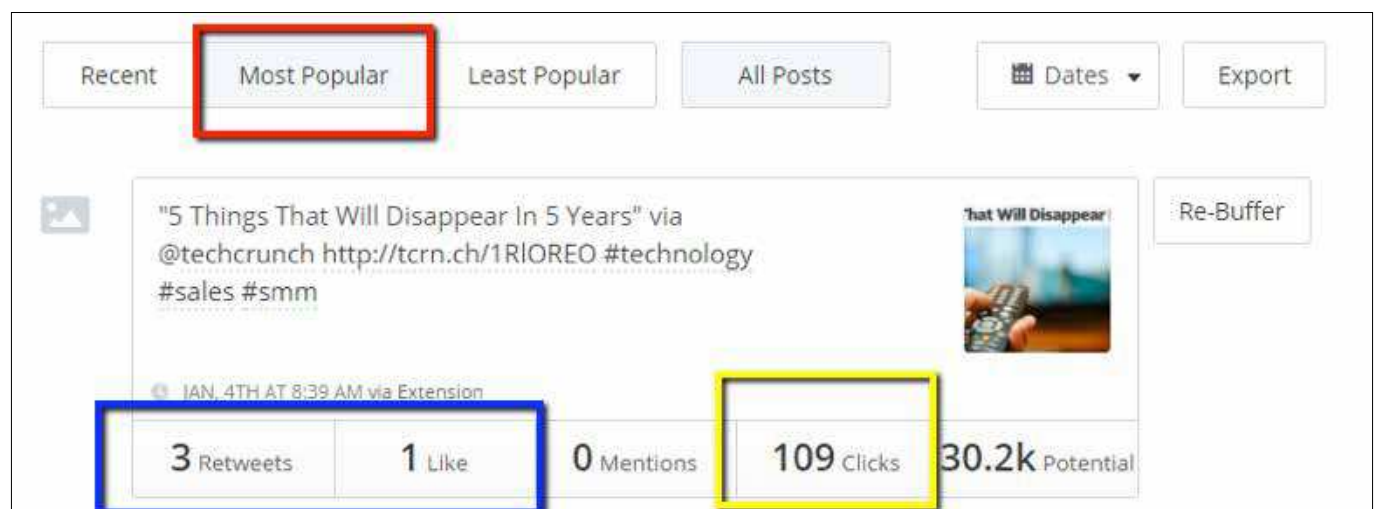 Recent Most Popular Least Popular All Posts Dates Export
"5 Things That Will Disappear In 5 Years" via
@techcrunch http://tcrn.ch/1RlOREO #technology
#sales #smm
hat Will Disappear
Re-Buffer
JAN, 4TH AT 8:39 AM via Extension
3 Retweets 1 Like 0 Mentions 109 Clicks 30.2k Potential